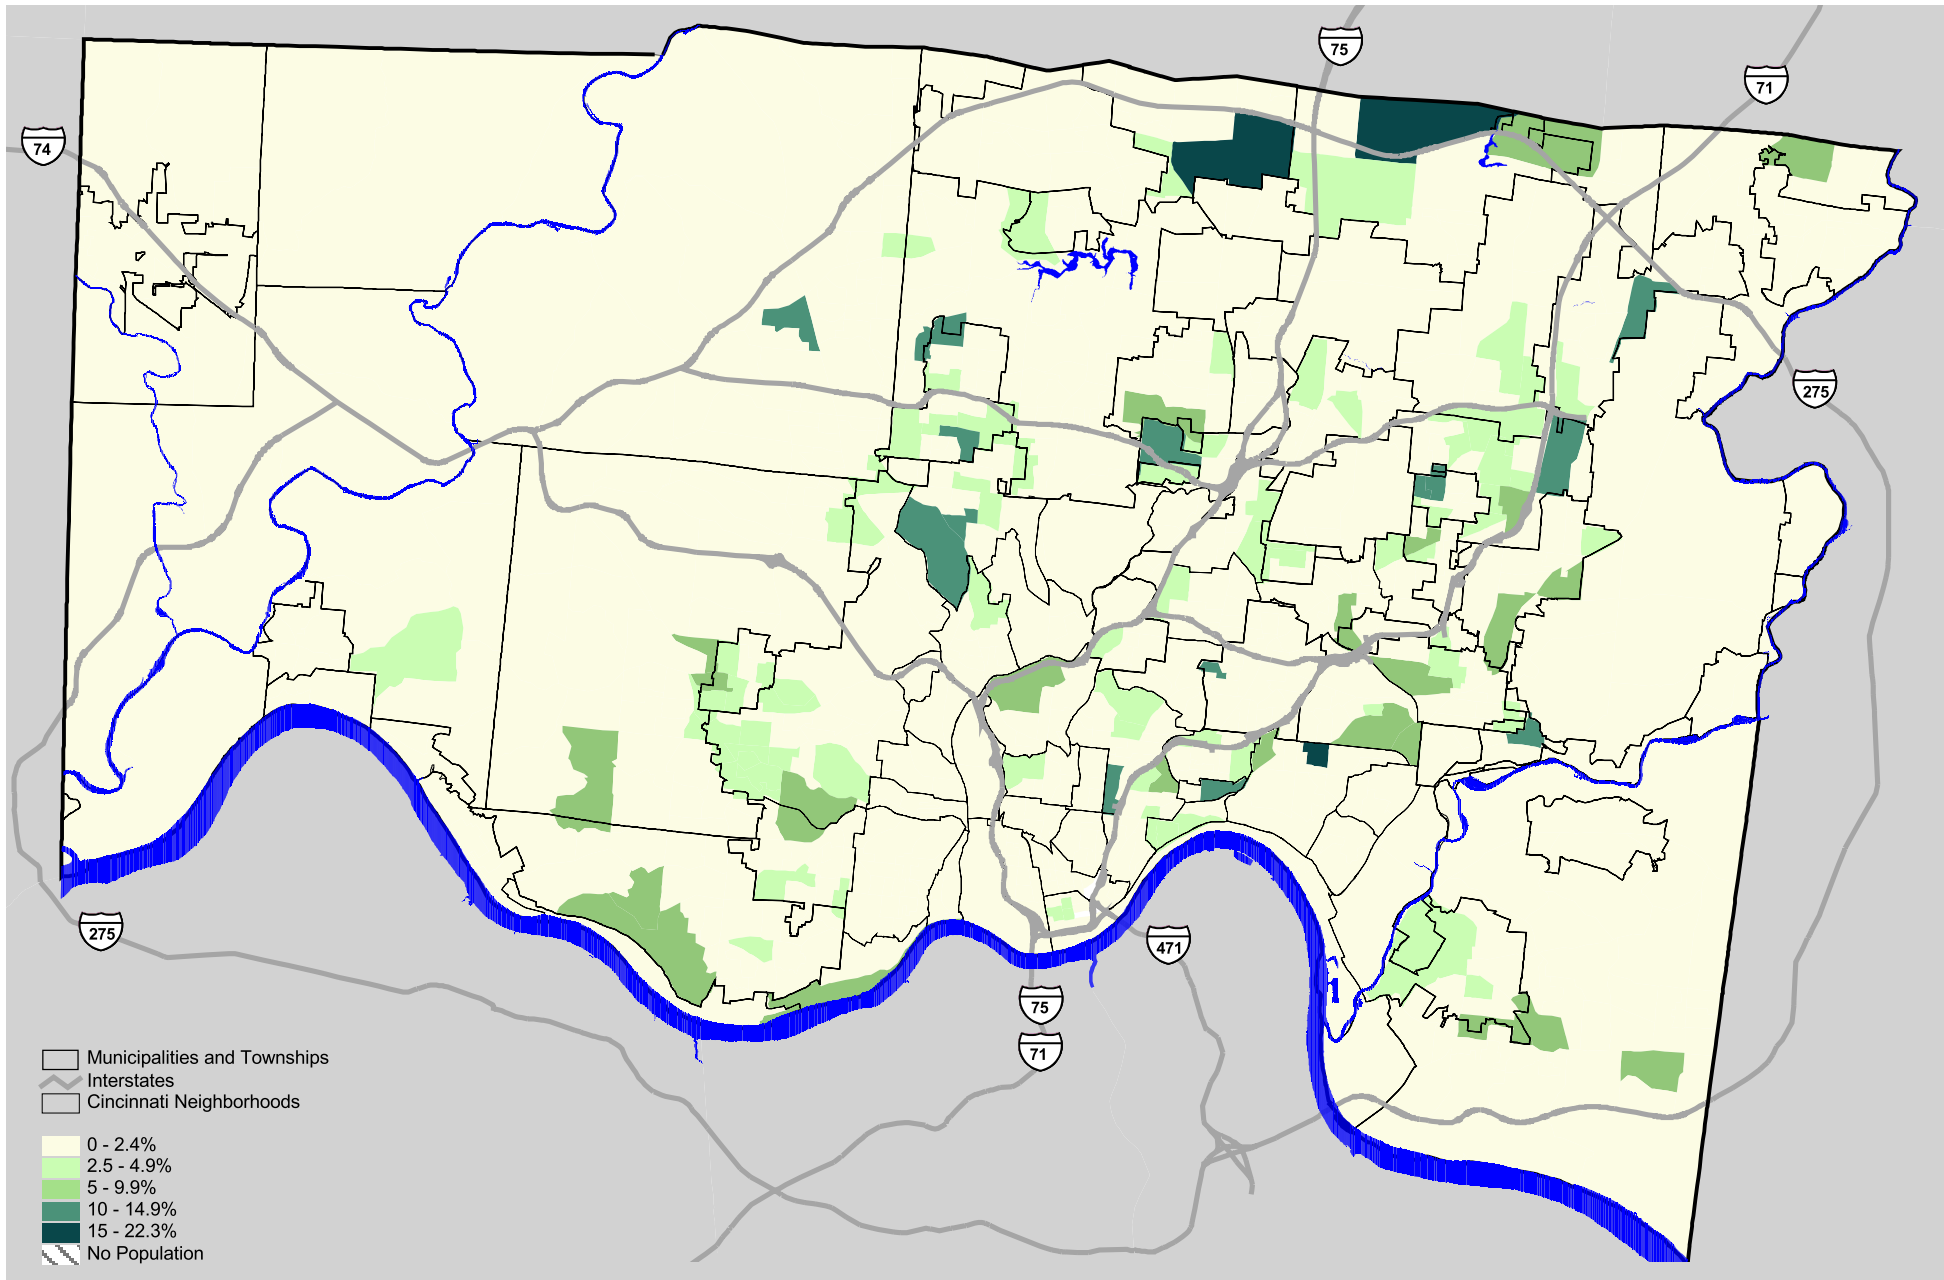 75
71
74
275
275
471
75
71
Municipalities and Townships
Interstates
Cincinnati Neighborhoods
0 - 2.4%
2.5 - 4.9%
5 - 9.9%
10 - 14.9%
15 - 22.3%
No Population